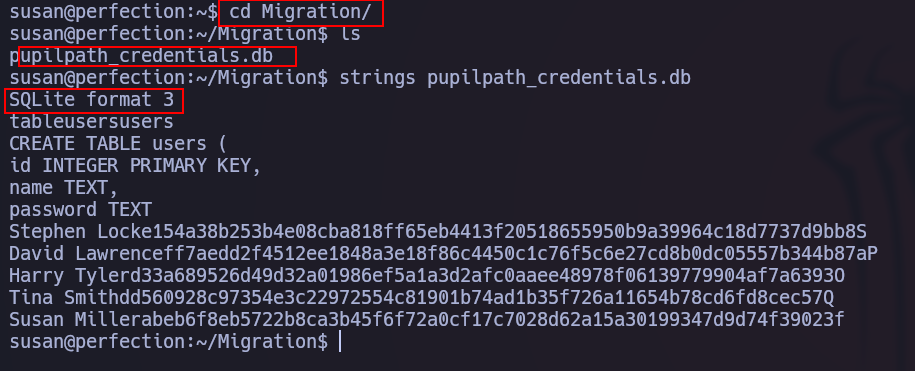 susan@perfection:~$ cd Migration/
susan@perfection:~/Migration$ ls
pupilpath_credentials.db
susan@perfection:~/Migration$ strings pupilpath_credentials.db
SQLite format 3
tableusersusers
CREATE TABLE users (
id INTEGER PRIMARY KEY,
name TEXT,
password TEXT
Stephen Locke154a38b253b4e08cba818ff65eb4413f20518655950b9a39964c18d7737d9bb8S
David Lawrenceff7aedd2f4512ee1848a3e18f86c4450c1c76f5c6e27cd8b0dc05557b344b87aP
Harry Tylerd33a689526d49d32a01986ef5a1a3d2afc0aaee48978f06139779904af7a6393O
Tina Smithdd560928c97354e3c22972554c81901b74ad1b35f726a11654b78cd6fd8cec57Q
Susan Millerabeb6f8eb5722b8ca3b45f6f72a0cf17c7028d62a15a30199347d9d74f39023f
susan@perfection:~/Migration$